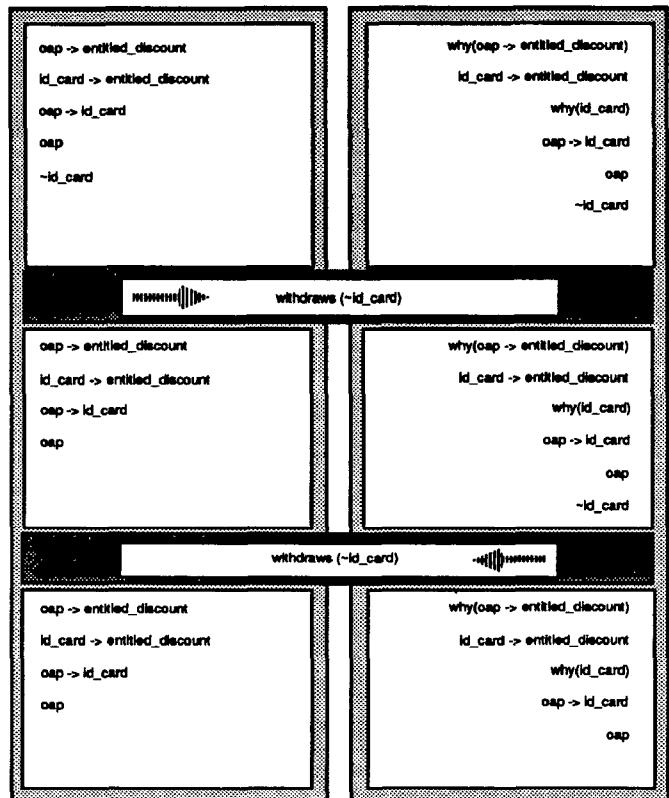 oap -> entitled_discount
id_card -> entitled_discount
oap -> id_card
oap
~id_card
why(oap -> entitled_discount)
id_card -> entitled_discount
why(id_card)
oap -> id_card
oap
~id_card
withdraws (~id_card)
oap -> entitled_discount
id_card -> entitled_discount
oap -> id_card
oap
why(oap -> entitled_discount)
id_card -> entitled_discount
why(id_card)
oap -> id_card
oap
~id_card
withdraws (~id_card)
oap -> entitled_discount
id_card -> entitled_discount
oap -> id_card
oap
why(oap -> entitled_discount)
id_card -> entitled_discount
why(id_card)
oap -> id_card
oap